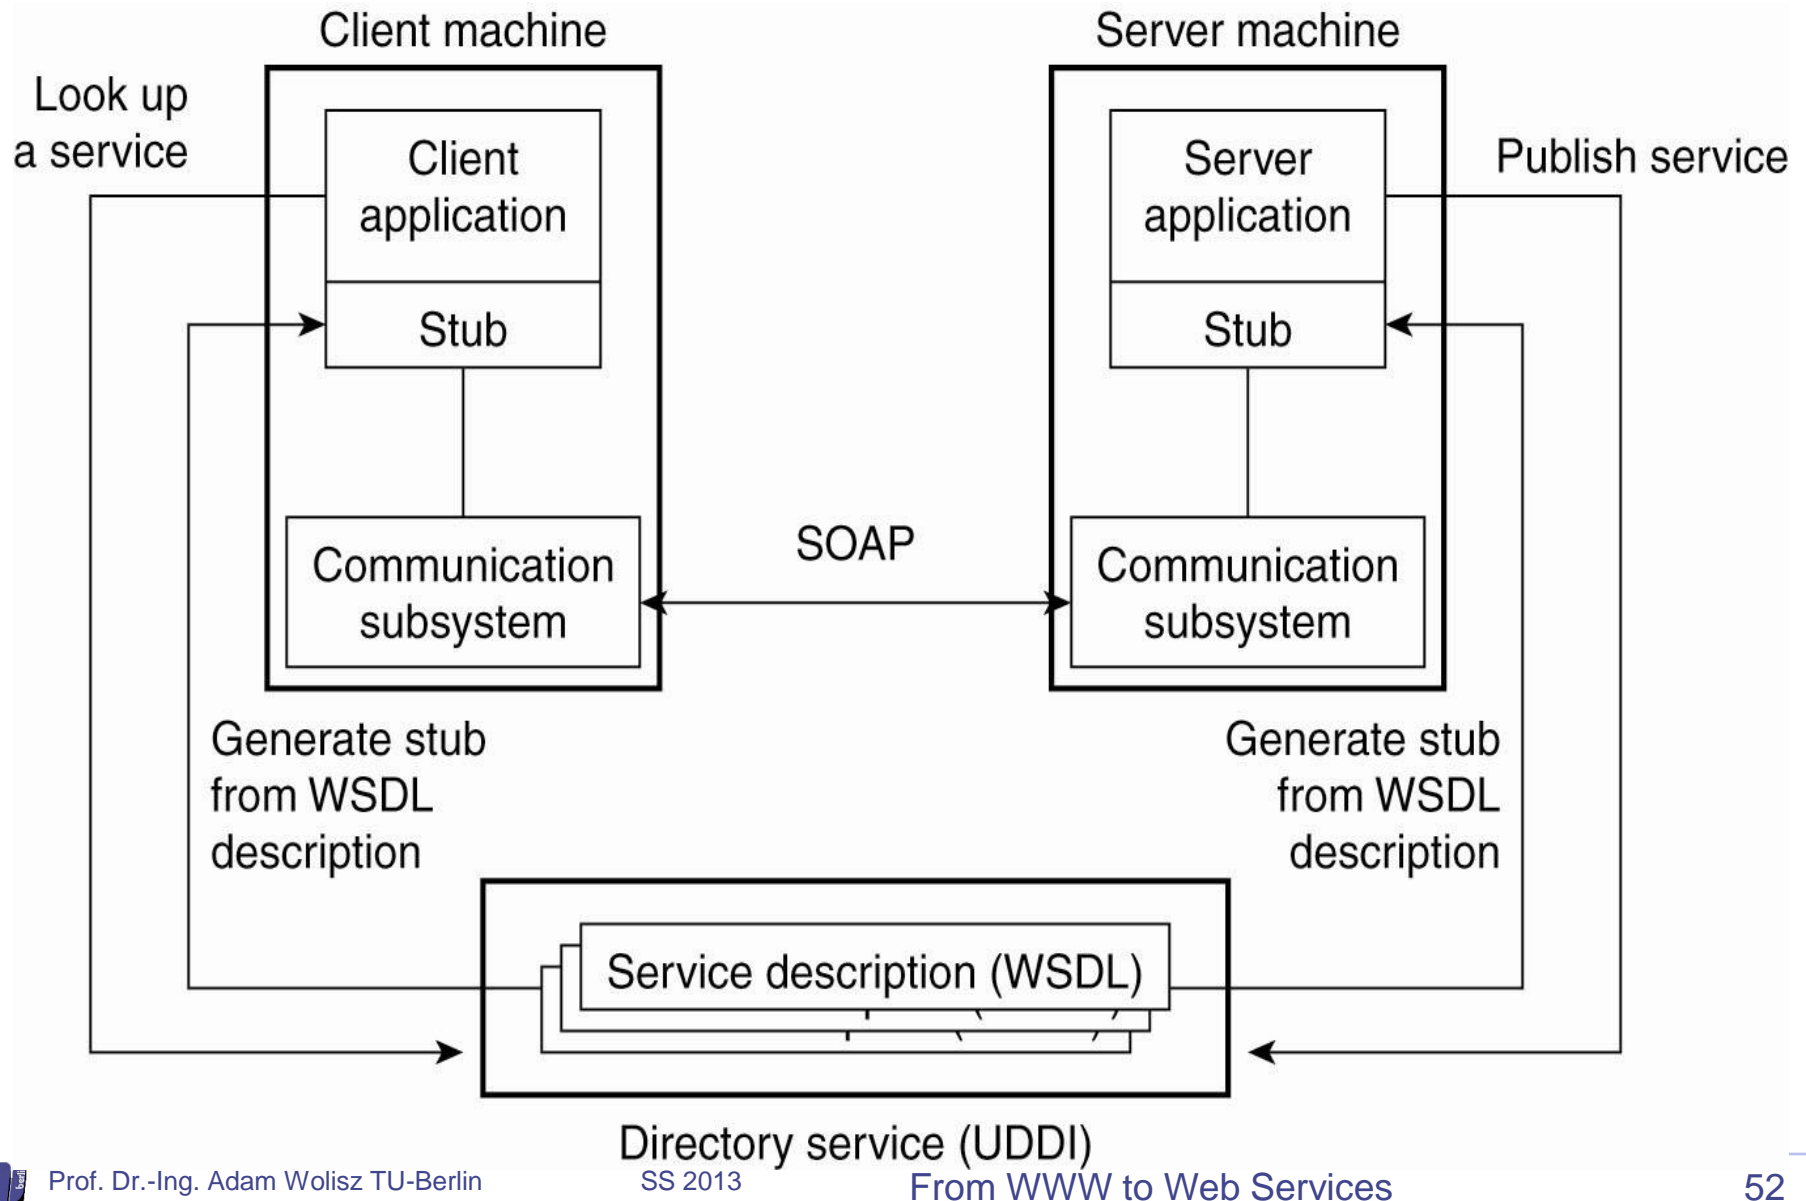 Client machine
Server machine
Look up
a service
Client
application
Stub
Server
application
Stub
Publish service
Communication
subsystem
SOAP
Communication
subsystem
Generate stub
from WSDL
description
Generate stub
from WSDL
description
Service description (WSDL)
Directory service (UDDI)
Prof. Dr.-Ing. Adam Wolisz TU-Berlin
SS 2013
From WWW to Web Services
52